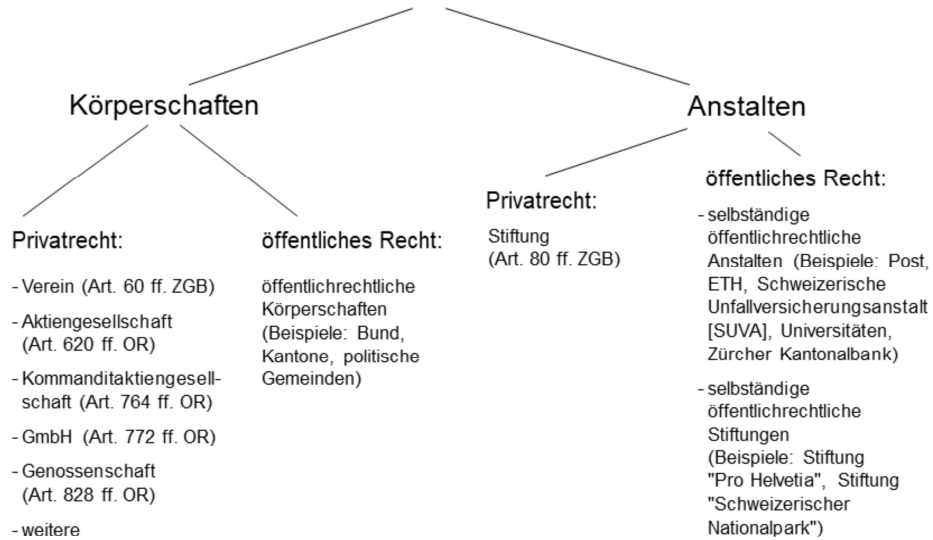 Körperschaften
Anstalten
Privatrecht:
- Verein (Art. 60 ff. ZGB)
- Aktiengesellschaft
(Art. 620 ff. OR)
- Kommanditaktiengesell-
schaft (Art. 764 ff. OR)
- GmbH (Art. 772 ff. OR)
- Genossenschaft
(Art. 828 ff. OR)
- weitere
öffentliches Recht:
öffentlichrechtliche
Körperschaften
(Beispiele: Bund,
Kantone, politische
Gemeinden)
Privatrecht:
Stiftung
(Art. 80 ff. ZGB)
öffentliches Recht:
- selbständige
öffentlichrechtliche
Anstalten (Beispiele: Post,
ETH, Schweizerische
Unfallversicherungsanstalt
[SUVA], Universitäten,
Zürcher Kantonalbank)
- selbständige
öffentlichrechtliche
Stiftungen
(Beispiele: Stiftung
"Pro Helvetia", Stiftung
"Schweizerischer
Nationalpark")